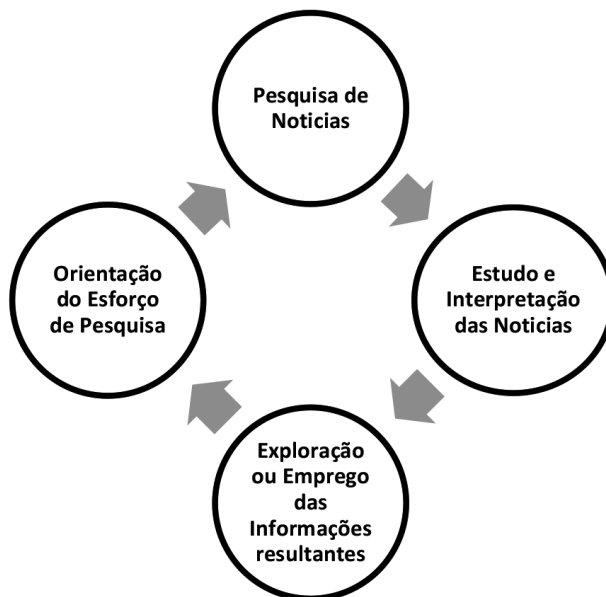 Pesquisa de
Noticias
Estudo e
Interpretação
das Noticias
Exploração
ou Emprego
das
Informações
resultantes
Orientação
do Esforço
de Pesquisa